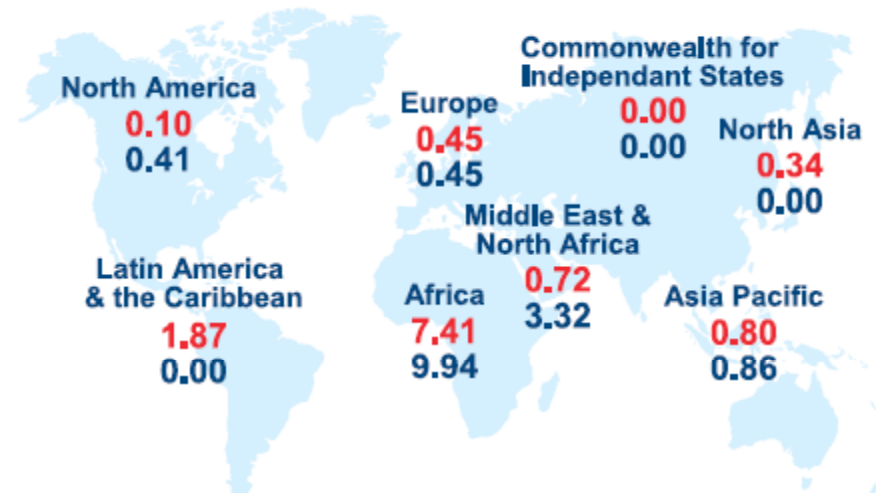 Commonwealth for
Independant States
0.00
0.00
North America
0.10
0.41
Europe
0.45
0.45
North Asia
0.34
0.00
Middle East &
North Africa
0.72
3.32
Latin America
& the Caribbean
1.87
0.00
Africa
7.41
9.94
Asia Pacific
0.80
0.86